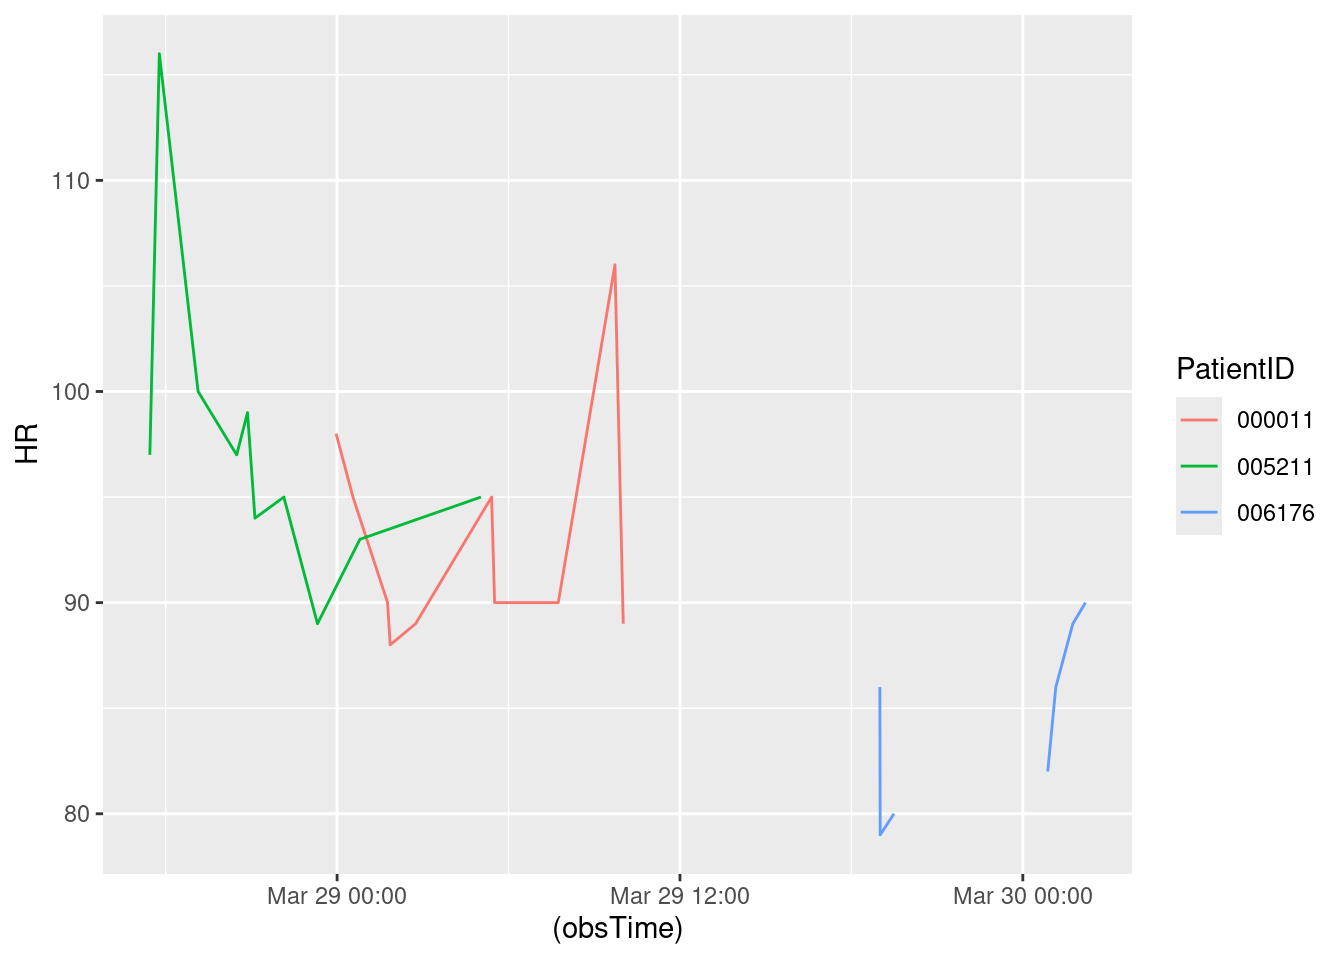 110
100
90
80
HR
Mar 29 00:00
Mar 29 12:00
Mar 30 00:00
(obsTime)
PatientID
000011
005211
006176